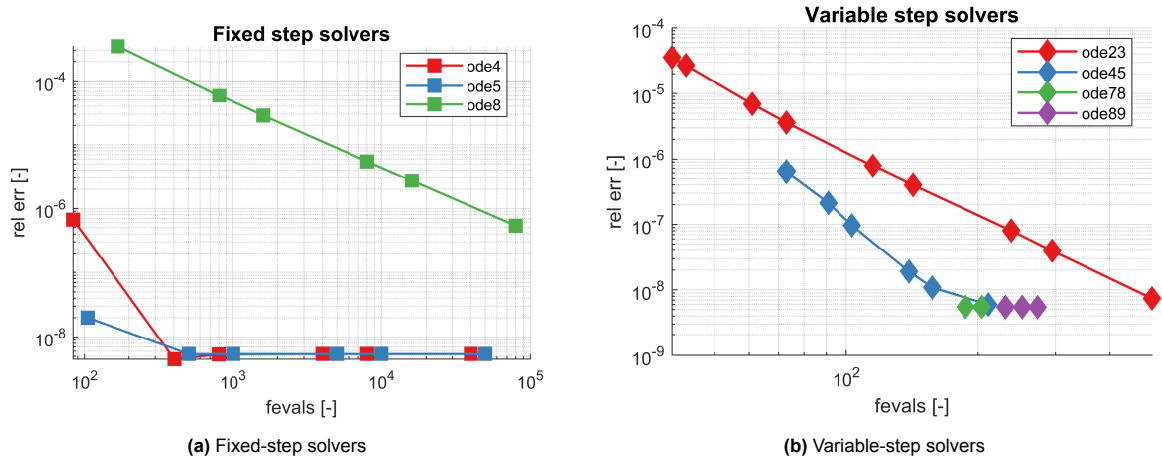 Fixed step solvers
ode4
ode5
ode8
10^-4
10^-6
10^-8
rel err [-]
10^2
10^3
10^4
10^5
fevals [-]
(a) Fixed-step solvers
Variable step solvers
ode23
ode45
ode78
ode89
10^-4
10^-5
10^-6
10^-7
10^-8
10^-9
rel err [-]
10^2
fevals [-]
(b) Variable-step solvers